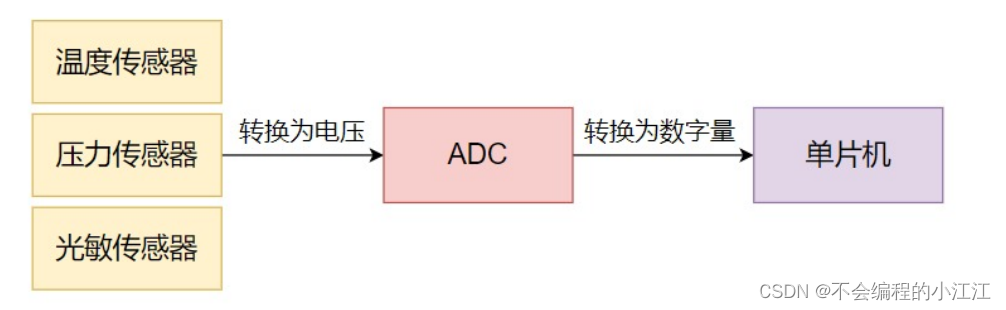 温度传感器
压力传感器
光敏传感器
转换为电压
ADC
转换为数字量
单片机
CSDN @不会编程的小江江